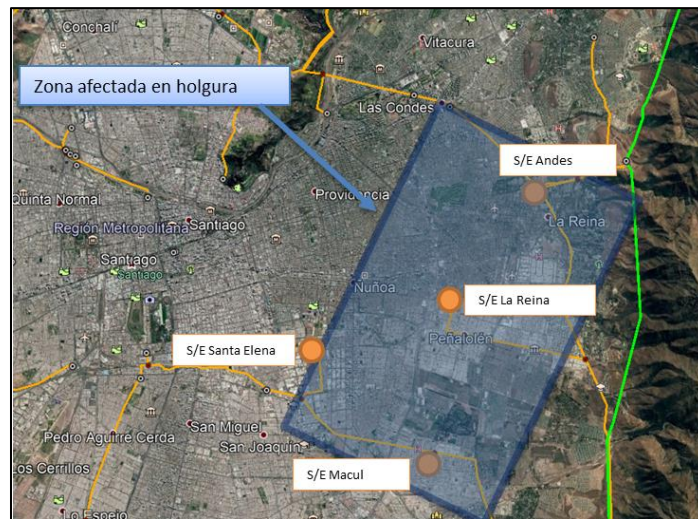 Conchalí
Vitacura
Zona afectada en holgura
Las Condes
S/E Andes
Quinta Normal
Providencia
La Reina
Región Metropolitana
Santiago
Santiago
Santiago
Ñuñoa
S/E La Reina
Peñalolén
S/E Santa Elena
San Miguel
Pedro Aguirre Cerda
San Joaquín
Los Cerrillos
S/E Macul
Lo Espejo